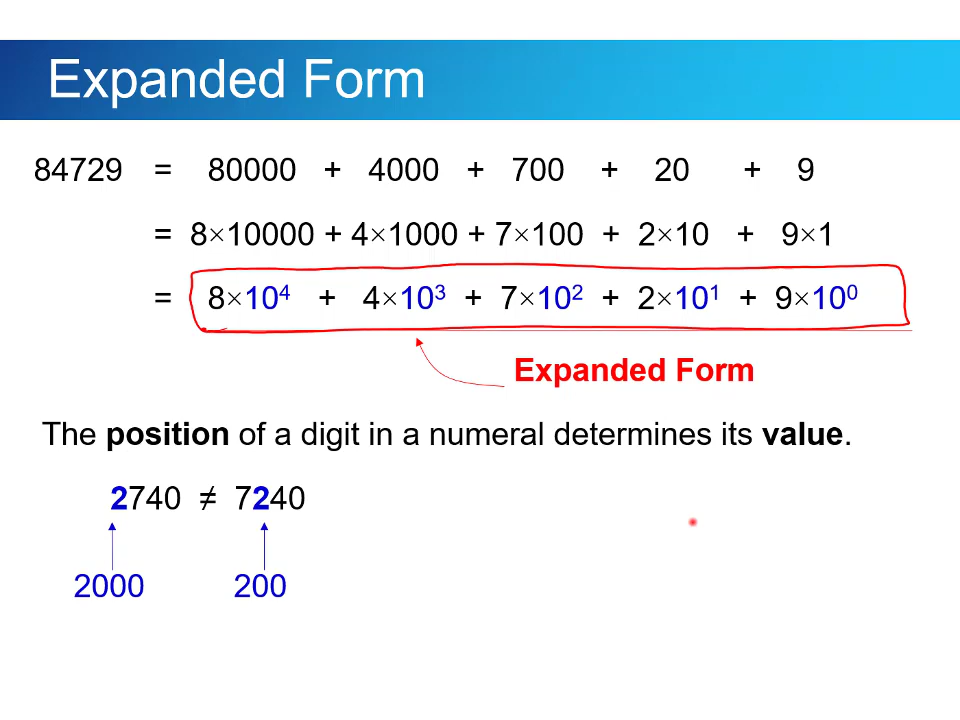 Expanded Form
84729 = 80000 + 4000 + 700 + 20 + 9
= 8×10000 + 4×1000 + 7×100 + 2×10 + 9×1
= 8×10⁴ + 4×10³ + 7×10² + 2×10¹ + 9×10⁰
Expanded Form
The position of a digit in a numeral determines its value.
2740 ≠ 7240
2000 200